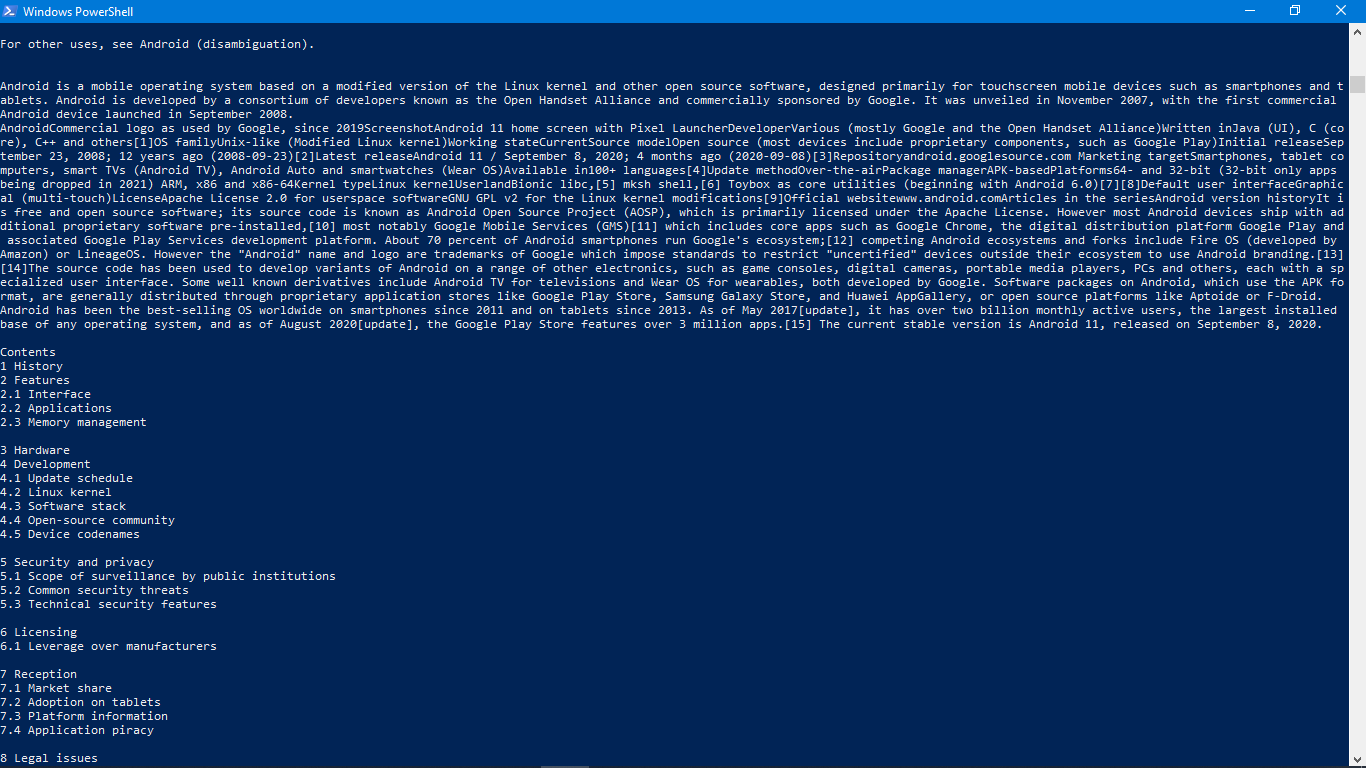 Windows PowerShell
For other uses, see Android (disambiguation).
Android is a mobile operating system based on a modified version of the Linux kernel and other open source software, designed primarily for touchscreen mobile devices such as smartphones and t
ablets. Android is developed by a consortium of developers known as the Open Handset Alliance and commercially sponsored by Google. It was unveiled in November 2007, with the first commercial
Android device launched in September 2008.
AndroidCommercial logo as used by Google, since 2019ScreenshotAndroid 11 home screen with Pixel LauncherDeveloperVarious (mostly Google and the Open Handset Alliance)Written inJava (UI), C (co
re), C++ and others[1]OS familyUnix-like (Modified Linux kernel)Working stateCurrentSource modelOpen source (most devices include proprietary components, such as Google Play)Initial releaseSep
tember 23, 2008; 12 years ago (2008-09-23)[2]Latest releaseAndroid 11 / September 8, 2020; 4 months ago (2020-09-08)[3]Repositoryandroid.googlesource.com Marketing targetSmartphones, tablet co
mputers, smart TVs (Android TV), Android Auto and smartwatches (Wear OS)Available in100+ languages[4]Update methodOver-the-airPackage managerAPK-basedPlatforms64- and 32-bit (32-bit only apps
being dropped in 2021) ARM, x86 and x86-64Kernel typeLinux kernelUserlandBionic libc,[5] mksh shell,[6] Toybox as core utilities (beginning with Android 6.0)[7][8]Default user interfaceGraphic
al (multi-touch)LicenseApache License 2.0 for userspace softwareGNU GPL v2 for the Linux kernel modifications[9]Official websitewww.android.comArticles in the seriesAndroid version historyIt i
s free and open source software; its source code is known as Android Open Source Project (AOSP), which is primarily licensed under the Apache License. However most Android devices ship with ad
ditional proprietary software pre-installed,[10] most notably Google Mobile Services (GMS)[11] which includes core apps such as Google Chrome, the digital distribution platform Google Play and
associated Google Play Services development platform. About 70 percent of Android smartphones run Google's ecosystem;[12] competing Android ecosystems and forks include Fire OS (developed by
Amazon) or LineageOS. However the "Android" name and logo are trademarks of Google which impose standards to restrict "uncertified" devices outside their ecosystem to use Android branding.[13]
[14]The source code has been used to develop variants of Android on a range of other electronics, such as game consoles, digital cameras, portable media players, PCs and others, each with a sp
ecialized user interface. Some well known derivatives include Android TV for televisions and Wear OS for wearables, both developed by Google. Software packages on Android, which use the APK fo
rmat, are generally distributed through proprietary application stores like Google Play Store, Samsung Galaxy Store, and Huawei AppGallery, or open source platforms like Aptoide or F-Droid.
Android has been the best-selling OS worldwide on smartphones since 2011 and on tablets since 2013. As of May 2017[update], it has over two billion monthly active users, the largest installed
base of any operating system, and as of August 2020[update], the Google Play Store features over 3 million apps.[15] The current stable version is Android 11, released on September 8, 2020.
Contents
1 History
2 Features
2.1 Interface
2.2 Applications
2.3 Memory management
3 Hardware
4 Development
4.1 Update schedule
4.2 Linux kernel
4.3 Software stack
4.4 Open-source community
4.5 Device codenames
5 Security and privacy
5.1 Scope of surveillance by public institutions
5.2 Common security threats
5.3 Technical security features
6 Licensing
6.1 Leverage over manufacturers
7 Reception
7.1 Market share
7.2 Adoption on tablets
7.3 Platform information
7.4 Application piracy
8 Legal issues